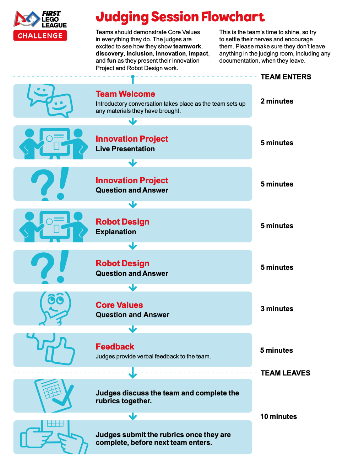 FIRST
LEGO
LEAGUE
CHALLENGE
Judging Session Flowchart
Teams should demonstrate Core Values
in everything they do. The judges are
excited to see how they show teamwork,
discovery, inclusion, innovation, impact,
and fun as they present their innovation
Project and Robot Design work.
This is the team's time to shine, so try
to settle their nerves and encourage
them. Please make sure they don't leave
anything in the judging room, including any
documentation, when they leave.
TEAM ENTERS
Team Welcome
Introductory conversation takes place as the team sets up
any materials they have brought.
2 minutes
Innovation Project
Live Presentation
5 minutes
Innovation Project
Question and Answer
5 minutes
Robot Design
Explanation
5 minutes
Robot Design
Question and Answer
5 minutes
Core Values
Question and Answer
3 minutes
Feedback
Judges provide verbal feedback to the team.
5 minutes
TEAM LEAVES
Judges discuss the team and complete the
rubrics together.
10 minutes
Judges submit the rubrics once they are
complete, before next team enters.